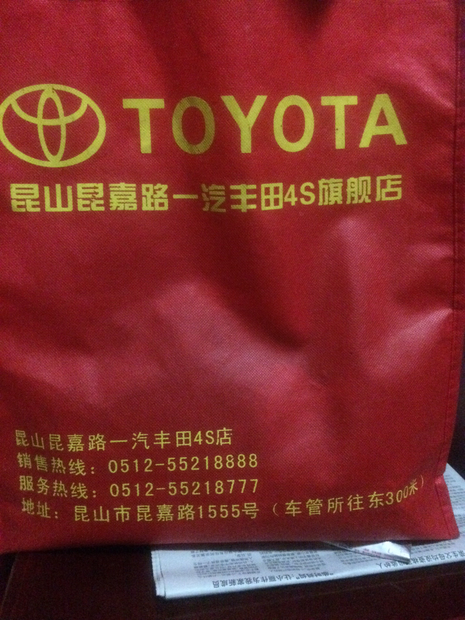 TOYOTA
昆山昆嘉路一汽丰田4S旗舰店
昆山昆嘉路一汽丰田4S店
销售热线：0512-55218888
服务热线：0512-55218777
地址：昆山市昆嘉路1555号（车管所往东300米）